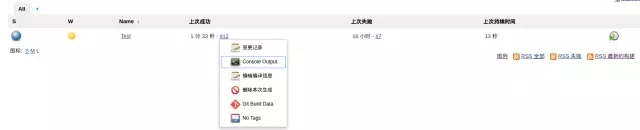 All +
S W Name ↓ 上次成功 上次失败 上次持续时间
Test 1 分 33 秒 - #12 16 小时 - #7 13 秒
图标: S M L
变更记录
Console Output
编辑编译信息
删除本次生成
Git Build Data
No Tags
图例 RSS 全部 RSS 失败 RSS 最新的构建